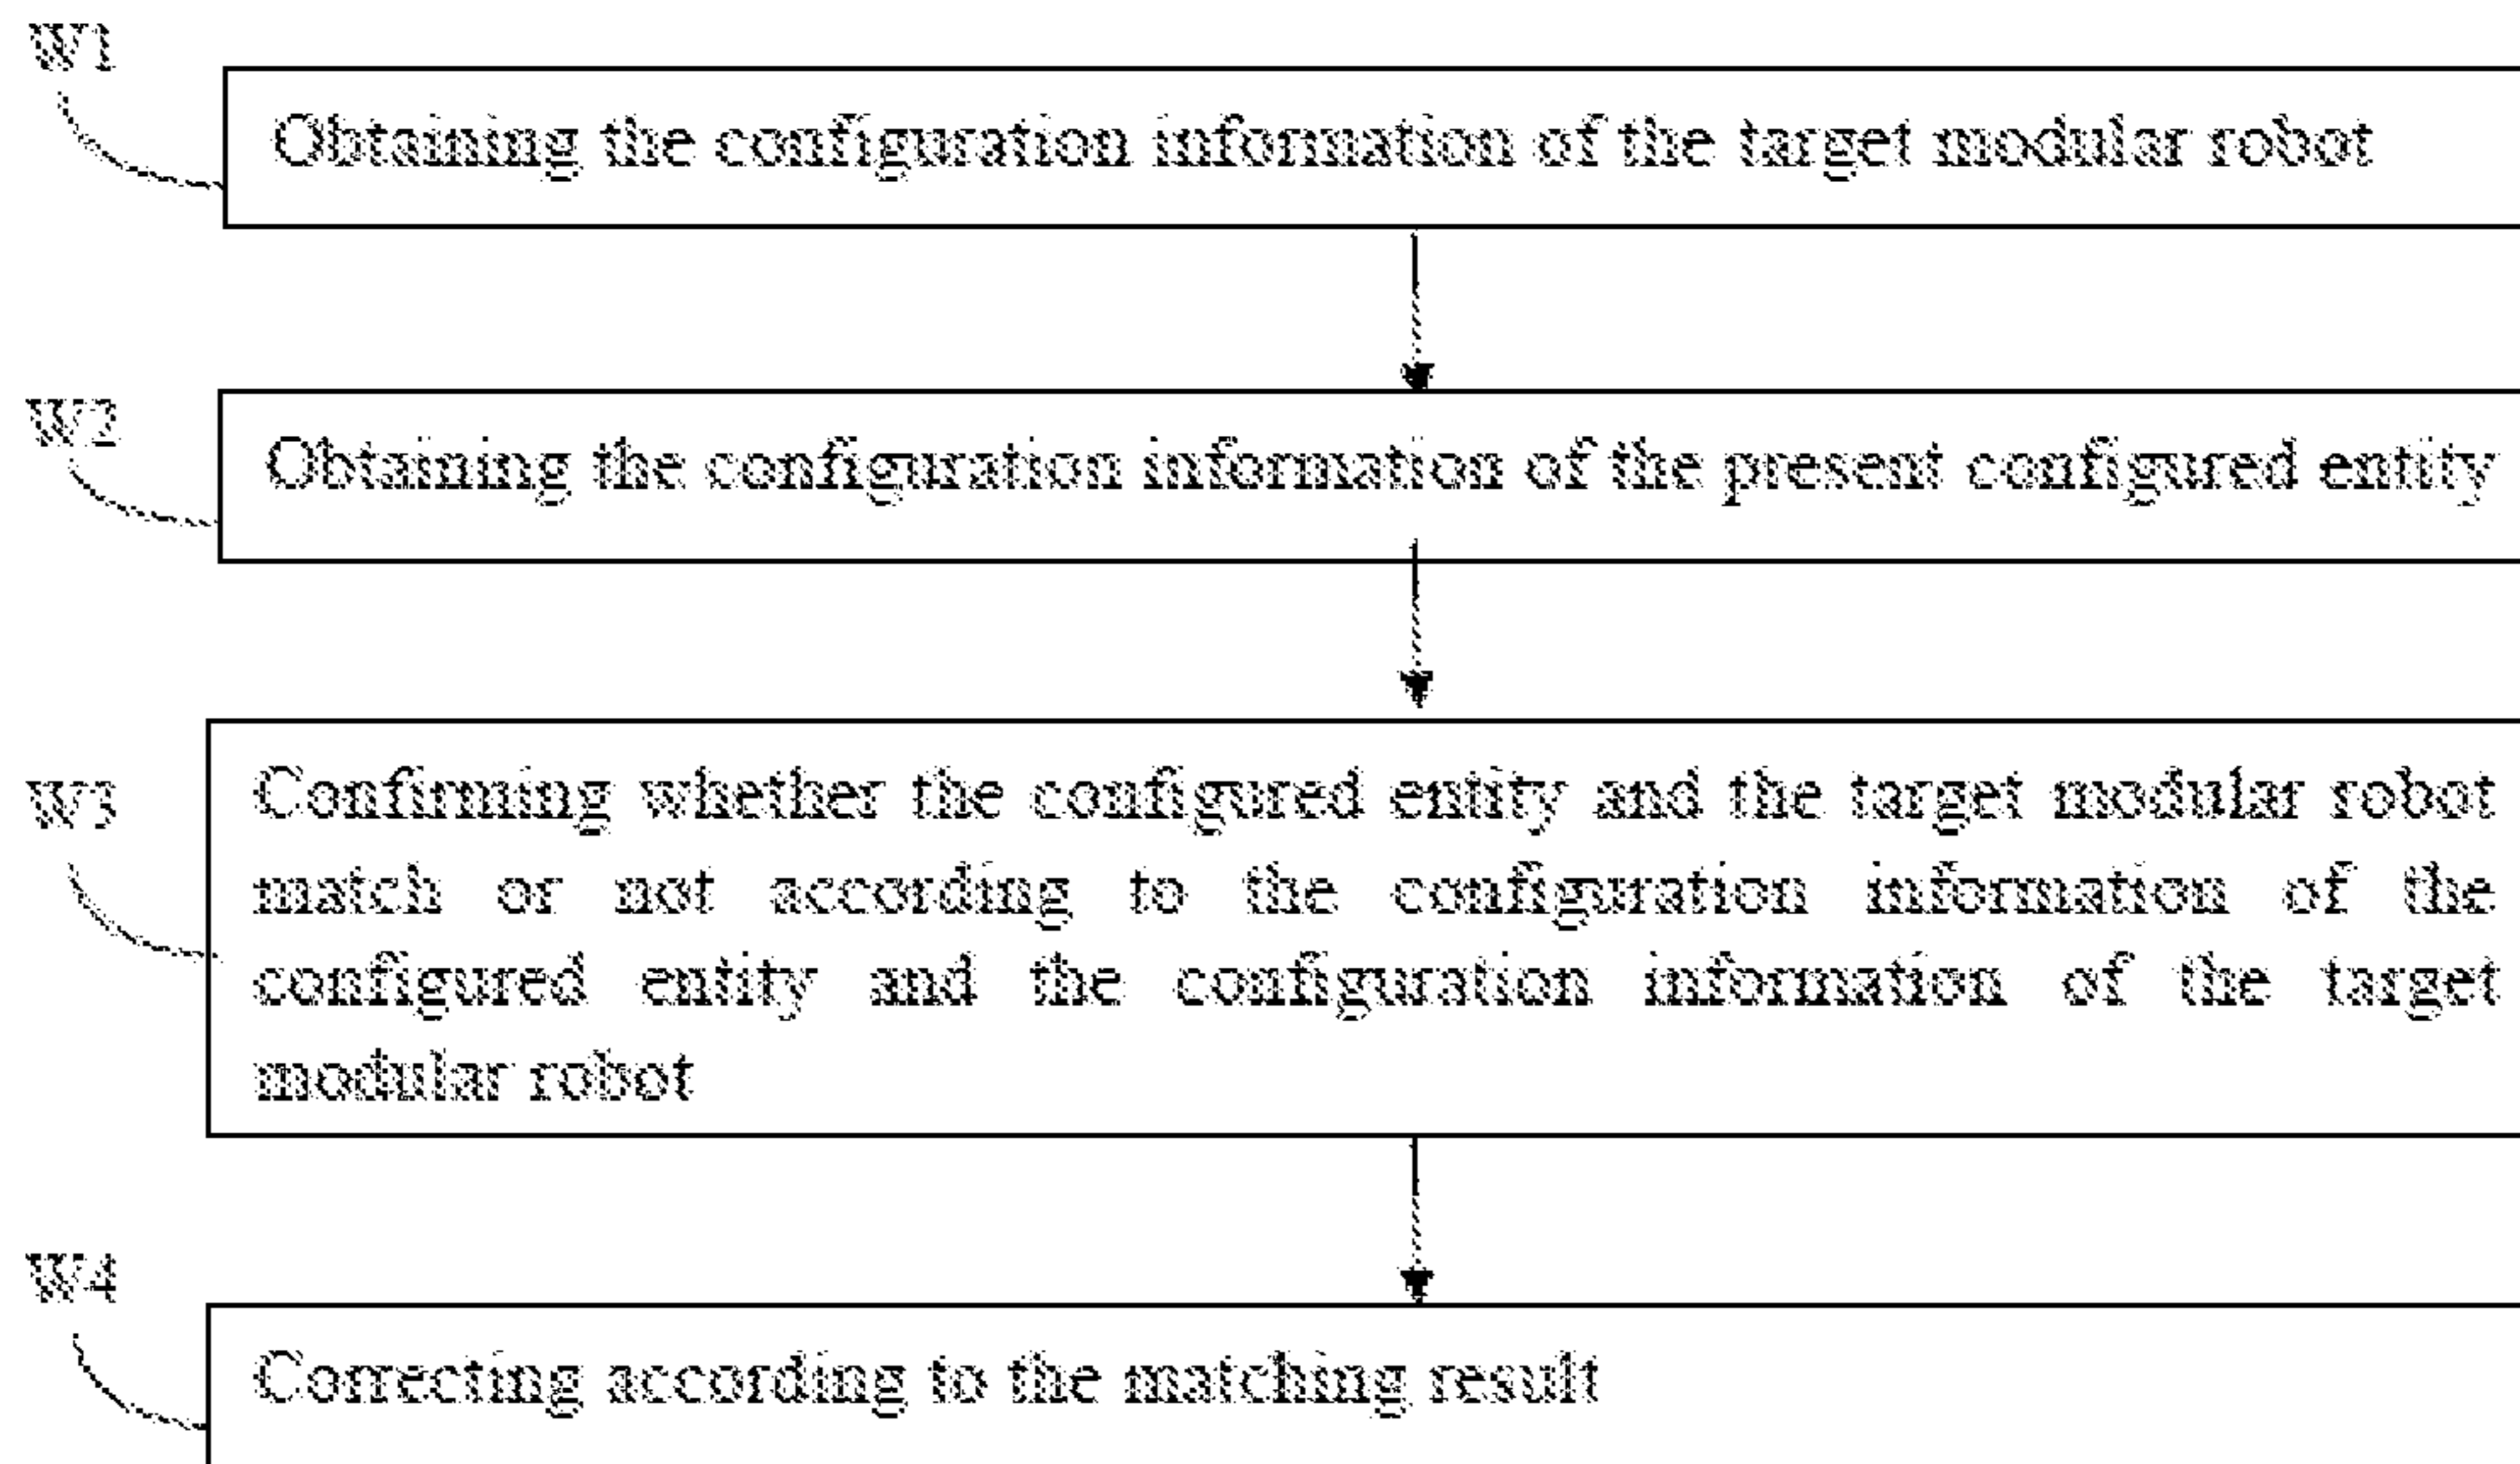 W1
Obtaining the configuration information of the target modular robot
W2
Obtaining the configuration information of the present configured entity
W3
Confirming whether the configured entity and the target modular robot
match or not according to the configuration information of the
configured entity and the configuration information of the target
modular robot
W4
Correcting according to the matching result